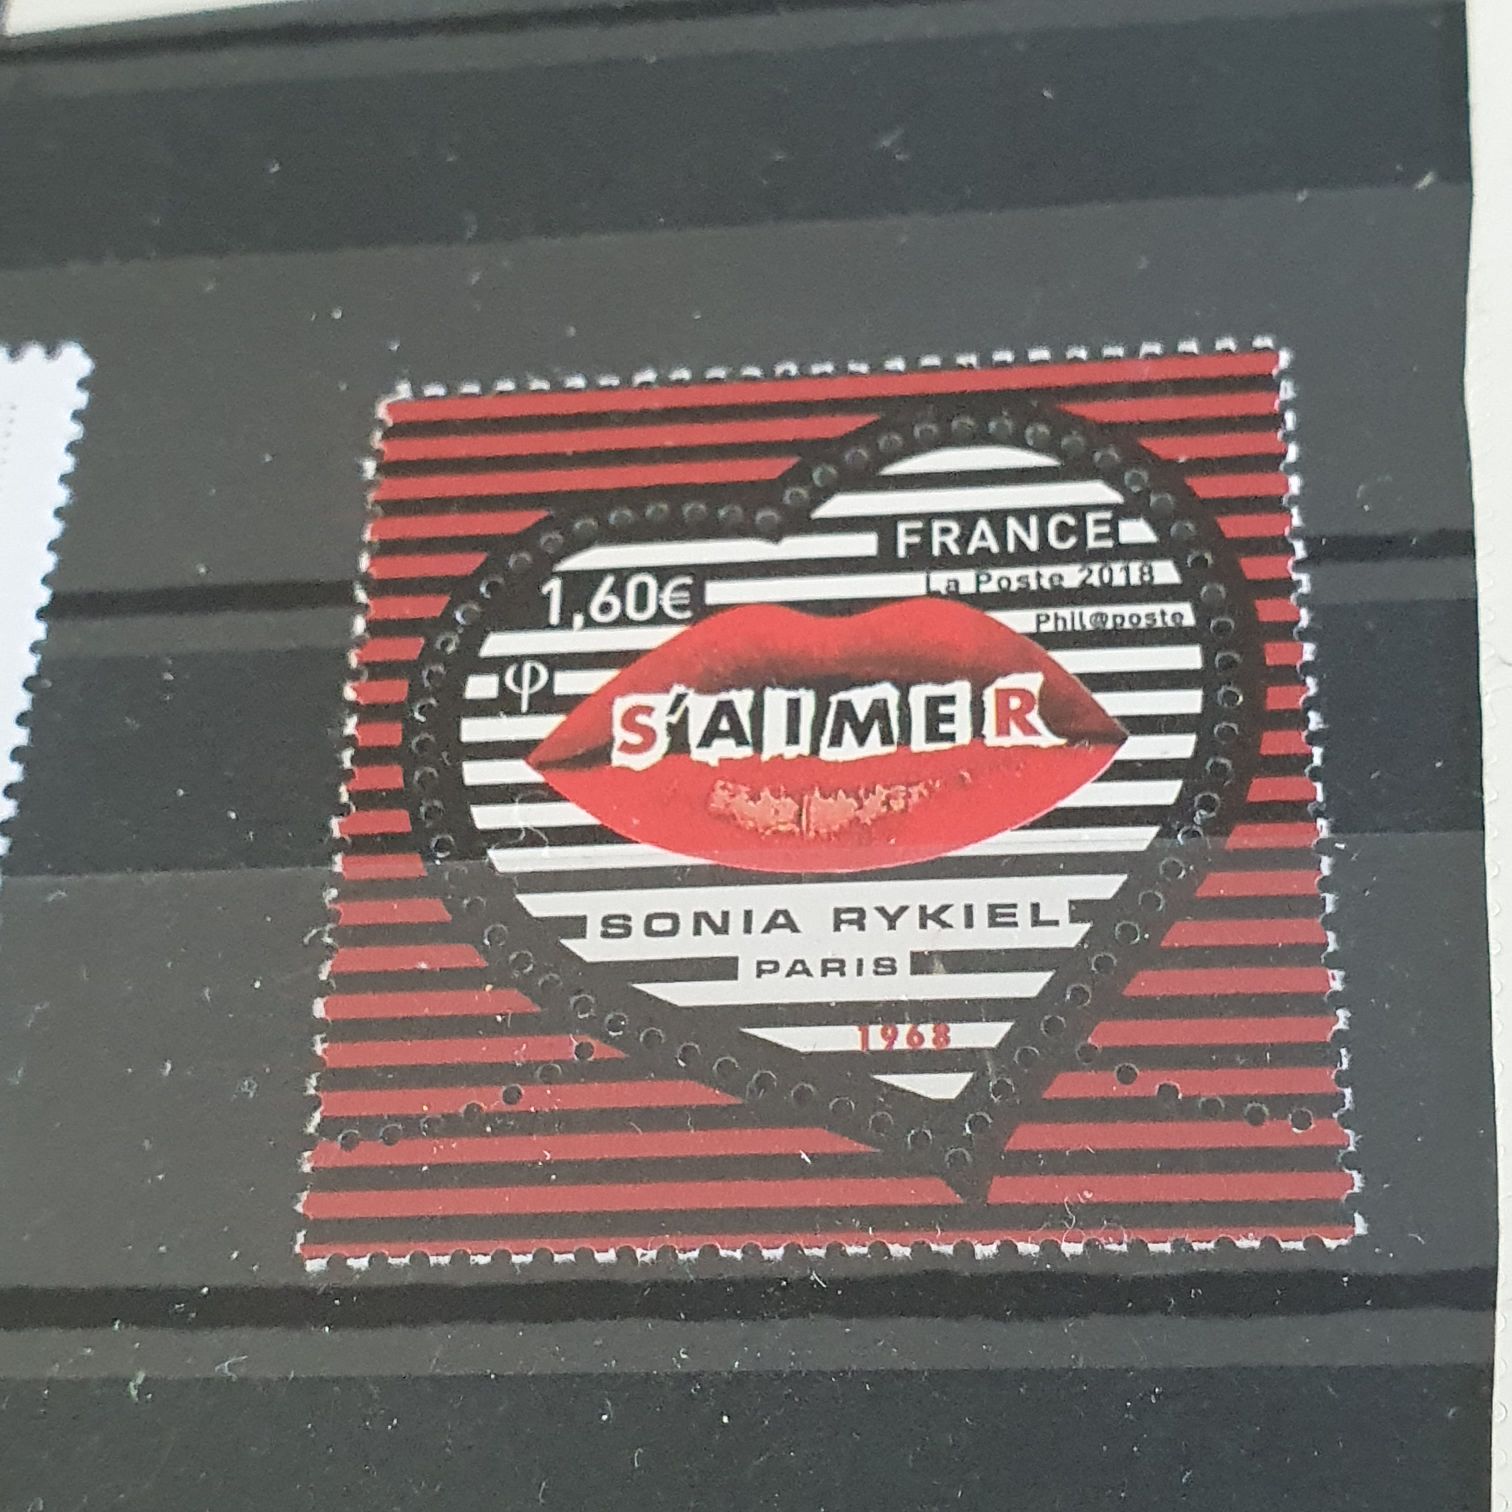 FRANCE
1,60€
La Poste 2018
Phil@poste
φ
S'AIMER
SONIA RYKIEL
PARIS
1968